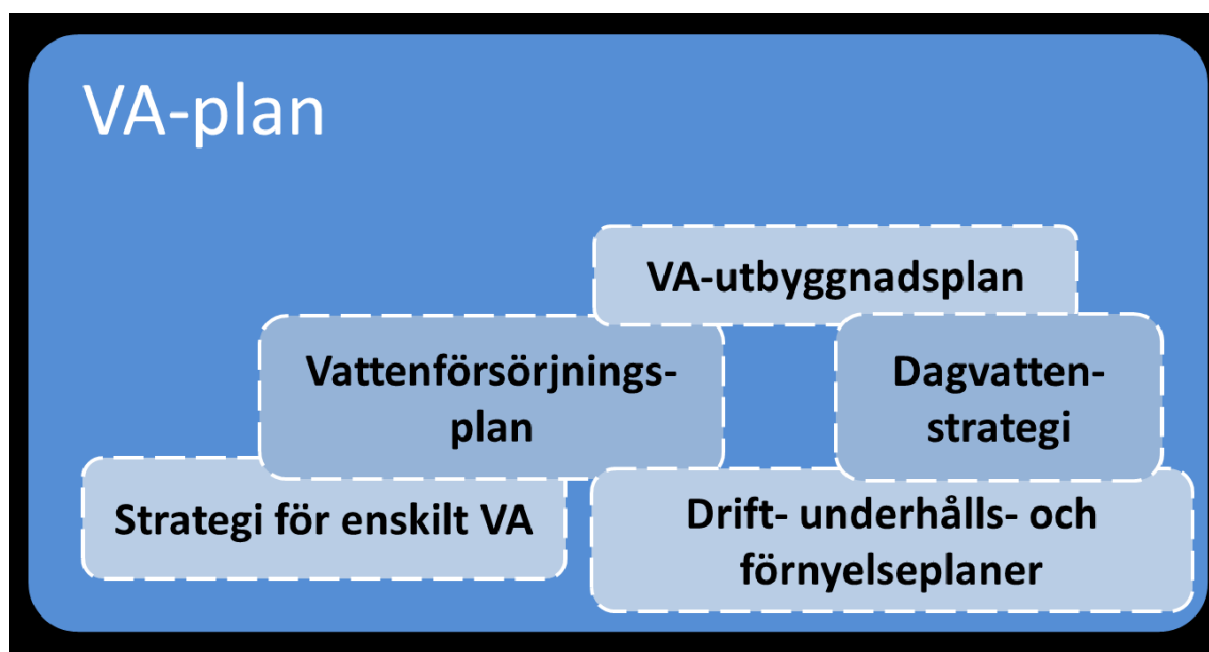 VA-plan
VA-utbyggnadsplan
Vattenförsörjnings-
plan
Dagvatten-
strategi
Strategi för enskilt VA
Drift- underhålls- och
förnyelseplaner